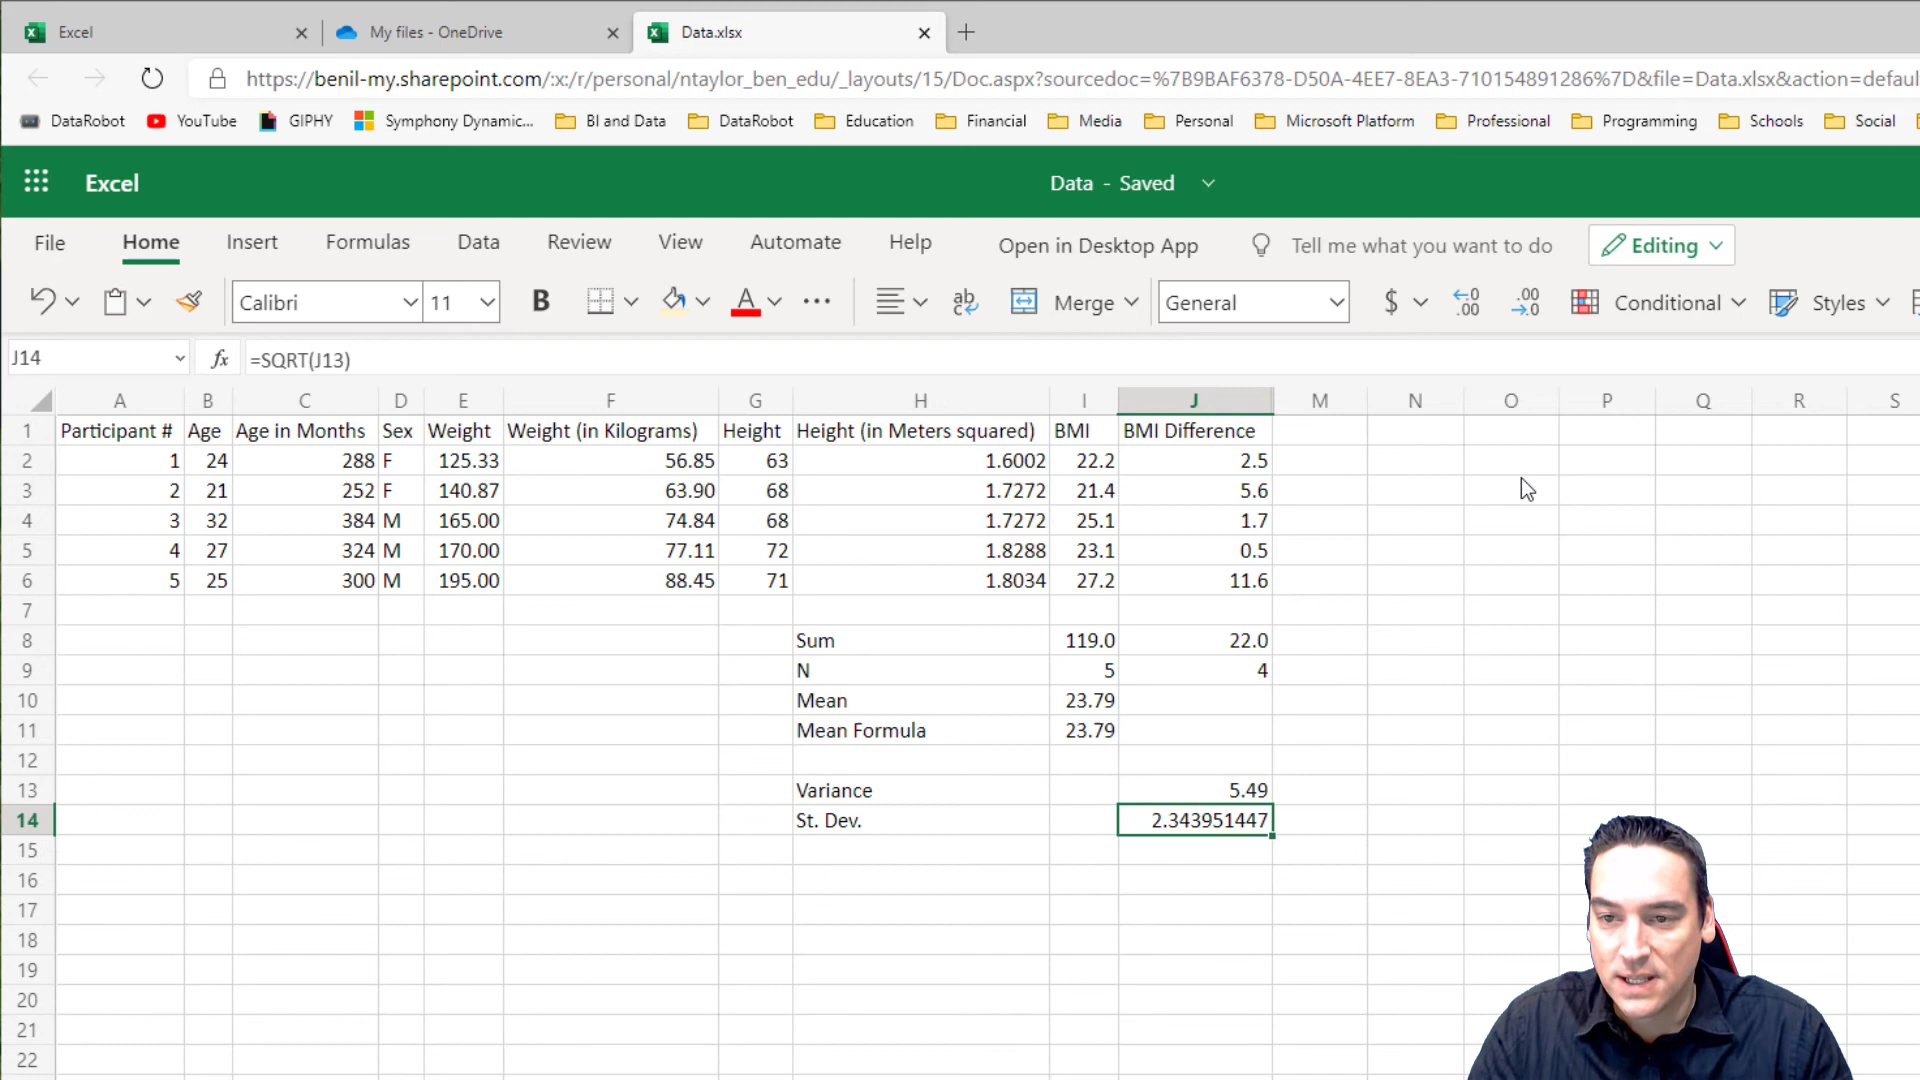 Excel
My files - OneDrive
Data.xlsx
https://benil-my.sharepoint.com/:x:/r/personal/ntaylor_ben_edu/_layouts/15/Doc.aspx?sourcedoc=%7B9BAF6378-D50A-4EE7-8EA3-710154891286%7D&file=Data.xlsx&action=defaul
DataRobot YouTube GIPHY Symphony Dynamic... BI and Data DataRobot Education Financial Media Personal Microsoft Platform Professional Programming Schools Social
Excel Data - Saved
File Home Insert Formulas Data Review View Automate Help Open in Desktop App Tell me what you want to do Editing
Calibri 11 B A ... ab Merge General $ .00 .00 Conditional Styles
J14 fx =SQRT(J13)
A B C D E F G H I J M N O P Q R S
1 Participant # Age Age in Months Sex Weight Weight (in Kilograms) Height Height (in Meters squared) BMI BMI Difference
2 1 24 288 F 125.33 56.85 63 1.6002 22.2 2.5
3 2 21 252 F 140.87 63.90 68 1.7272 21.4 5.6
4 3 32 384 M 165.00 74.84 68 1.7272 25.1 1.7
5 4 27 324 M 170.00 77.11 72 1.8288 23.1 0.5
6 5 25 300 M 195.00 88.45 71 1.8034 27.2 11.6
7
8 Sum 119.0 22.0
9 N 5 4
10 Mean 23.79
11 Mean Formula 23.79
12
13 Variance 5.49
14 St. Dev. 2.343951447
15
16
17
18
19
20
21
22